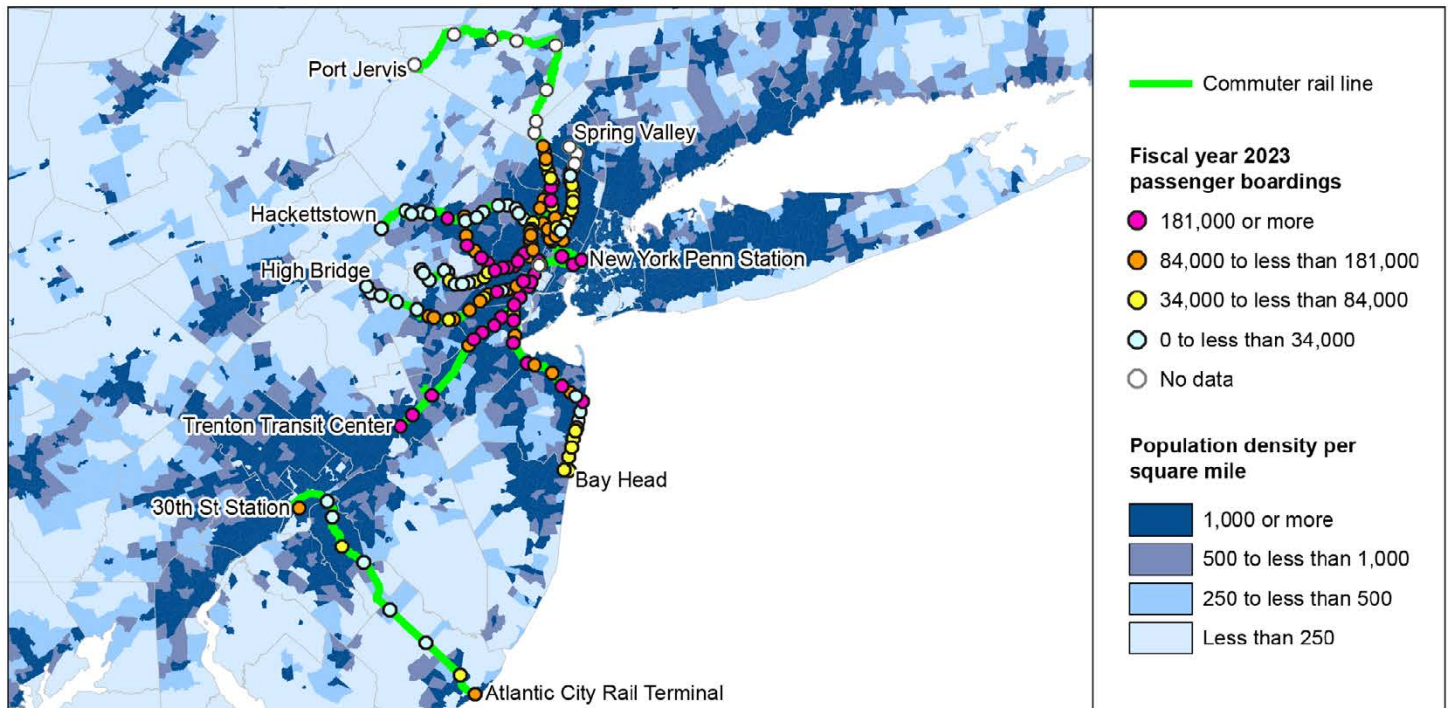 Port Jervis
Spring Valley
Hackettstown
New York Penn Station
High Bridge
Trenton Transit Center
Bay Head
30th St Station
Atlantic City Rail Terminal
Commuter rail line
Fiscal year 2023
passenger boardings
181,000 or more
84,000 to less than 181,000
34,000 to less than 84,000
0 to less than 34,000
No data
Population density per
square mile
1,000 or more
500 to less than 1,000
250 to less than 500
Less than 250